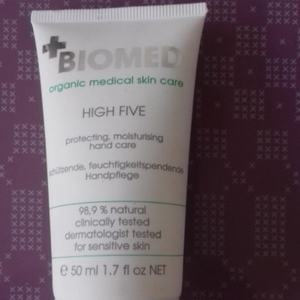 BIOMED
organic medical skin care
HIGH FIVE
protecting, moisturising
hand care
schützende, feuchtigkeitspendende
Handpflege
98,9 % natural
clinically tested
dermatologist tested
for sensitive skin
℮ 50 ml 1.7 fl oz NET